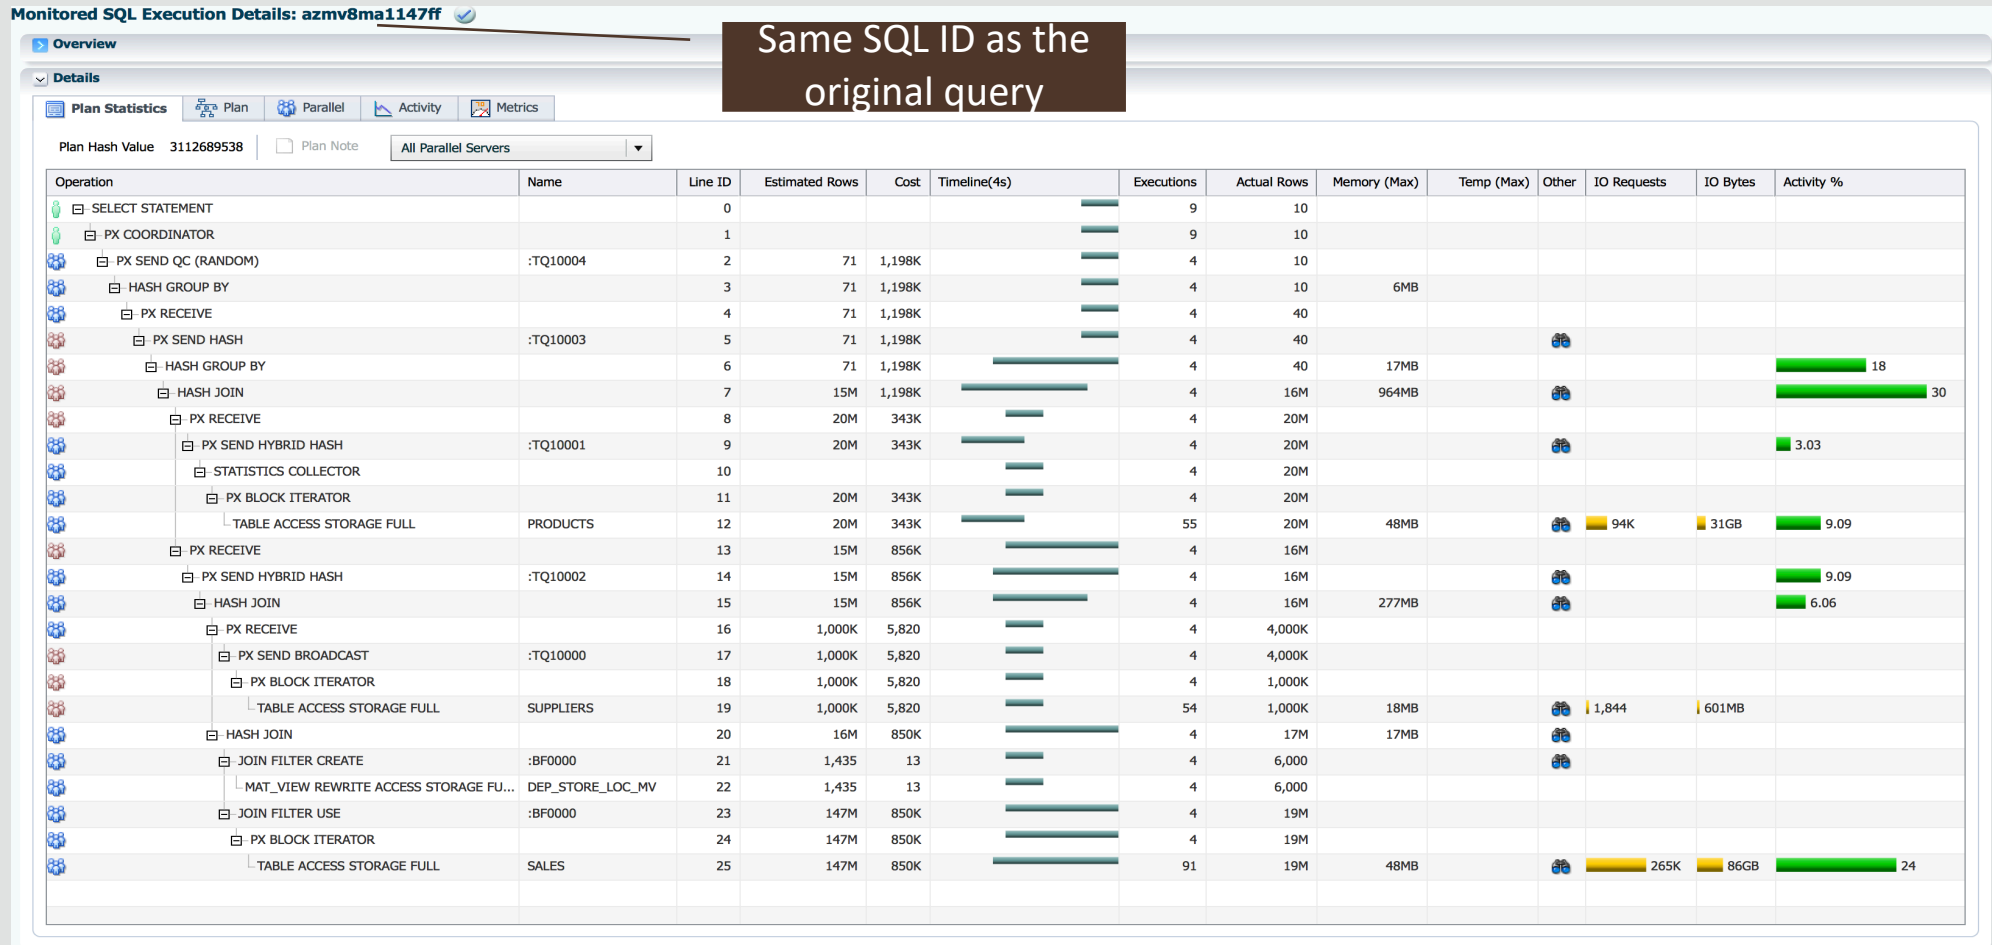 Monitored SQL Execution Details: azmv8ma1147ff
Same SQL ID as the
original query
Overview
Details
Plan Statistics Plan Parallel Activity Metrics
Plan Hash Value 3112689538 Plan Note All Parallel Servers
Operation Name Line ID Estimated Rows Cost Timeline(4s) Executions Actual Rows Memory (Max) Temp (Max) Other IO Requests IO Bytes Activity %
SELECT STATEMENT 0 9 10
PX COORDINATOR 1 9 10
PX SEND QC (RANDOM) :TQ10004 2 71 1,198K 4 10
HASH GROUP BY 3 71 1,198K 4 10 6MB
PX RECEIVE 4 71 1,198K 4 40
PX SEND HASH :TQ10003 5 71 1,198K 4 40
HASH GROUP BY 6 71 1,198K 4 40 17MB 18
HASH JOIN 7 15M 1,198K 4 16M 964MB 30
PX RECEIVE 8 20M 343K 4 20M
PX SEND HYBRID HASH :TQ10001 9 20M 343K 4 20M 3.03
STATISTICS COLLECTOR 10 4 20M
PX BLOCK ITERATOR 11 20M 343K 4 20M
TABLE ACCESS STORAGE FULL PRODUCTS 12 20M 343K 55 20M 48MB 94K 31GB 9.09
PX RECEIVE 13 15M 856K 4 16M
PX SEND HYBRID HASH :TQ10002 14 15M 856K 4 16M 9.09
HASH JOIN 15 15M 856K 4 16M 277MB 6.06
PX RECEIVE 16 1,000K 5,820 4 4,000K
PX SEND BROADCAST :TQ10000 17 1,000K 5,820 4 4,000K
PX BLOCK ITERATOR 18 1,000K 5,820 4 1,000K
TABLE ACCESS STORAGE FULL SUPPLIERS 19 1,000K 5,820 54 1,000K 18MB 1,844 601MB
HASH JOIN 20 16M 850K 4 17M 17MB
JOIN FILTER CREATE :BF0000 21 1,435 13 4 6,000
MAT_VIEW REWRITE ACCESS STORAGE FU... DEP_STORE_LOC_MV 22 1,435 13 4 6,000
JOIN FILTER USE :BF0000 23 147M 850K 4 19M
PX BLOCK ITERATOR 24 147M 850K 4 19M
TABLE ACCESS STORAGE FULL SALES 25 147M 850K 91 19M 48MB 265K 86GB 24